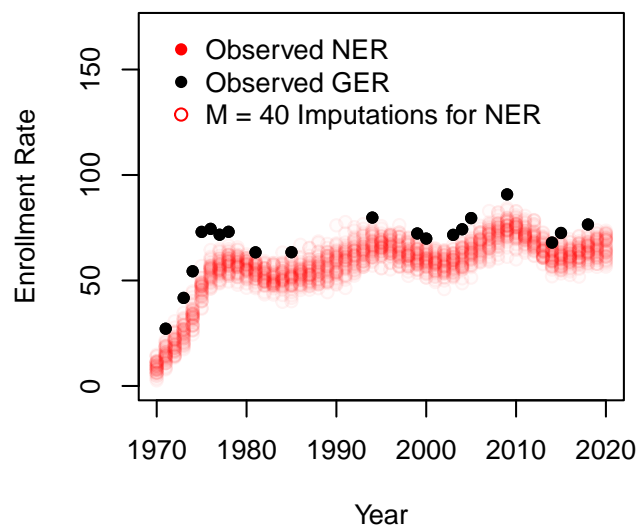 Observed NER
Observed GER
M = 40 Imputations for NER
150
100
50
0
Enrollment Rate
1970 1980 1990 2000 2010 2020
Year